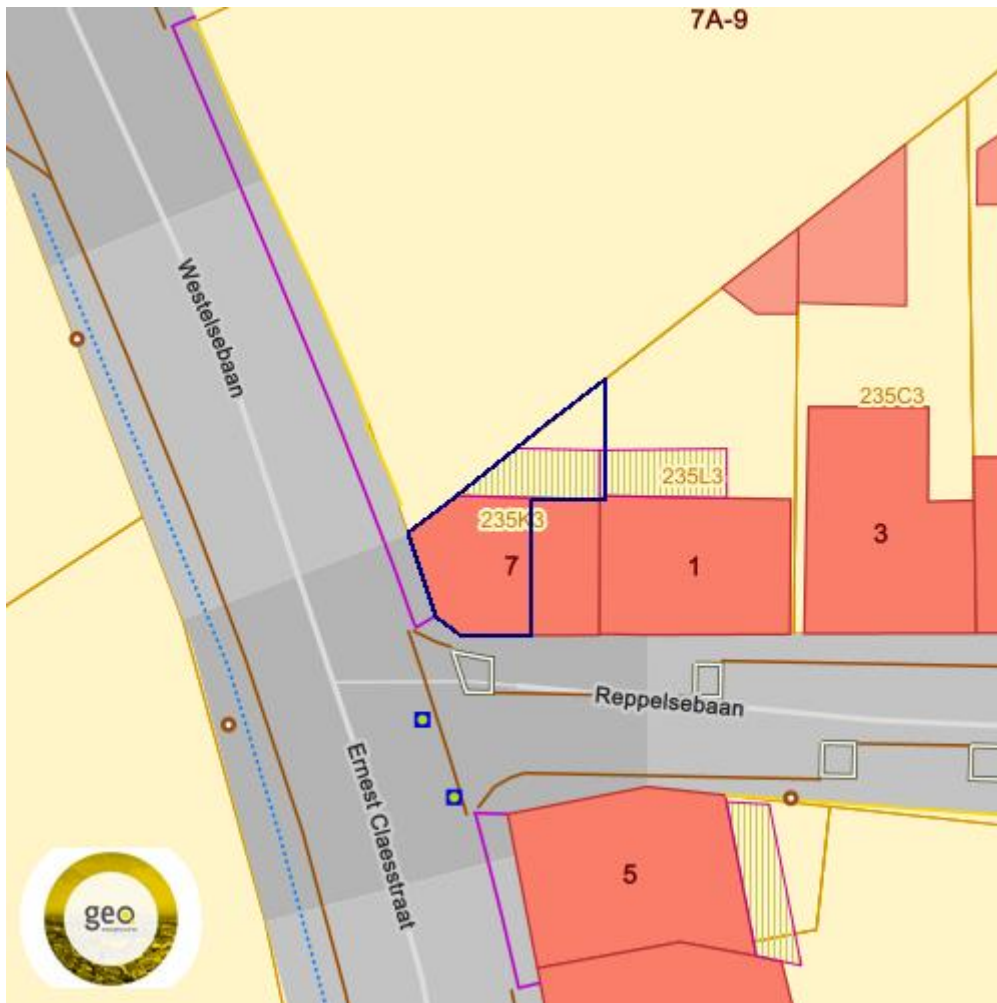 7A-9
Westelsebaan
235C3
235L3
235K3
3
7
1
Reppelsebaan
Ernest Claesstraat
5
geo